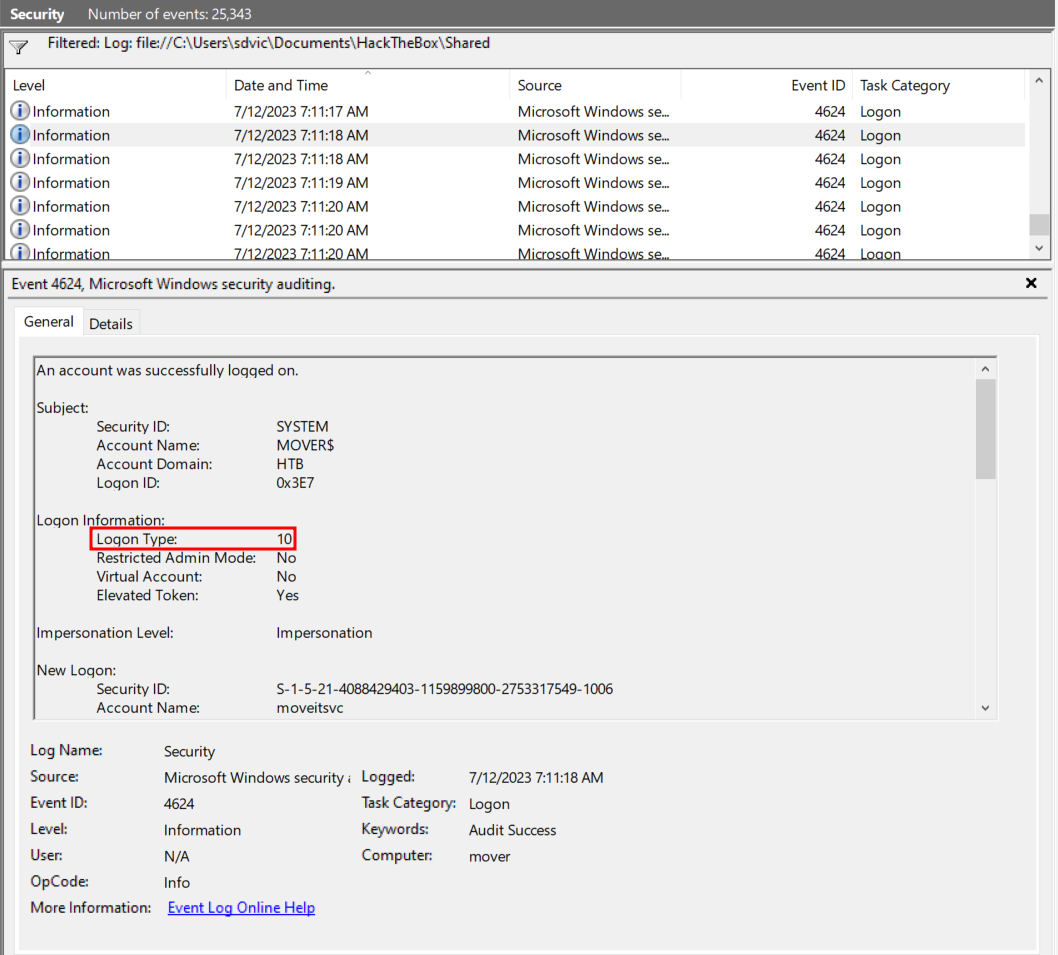 Security Number of events: 25,343
Filtered: Log: file://C:\Users\sdvic\Documents\HackTheBox\Shared
Level Date and Time Source Event ID Task Category
Information 7/12/2023 7:11:17 AM Microsoft Windows se... 4624 Logon
Information 7/12/2023 7:11:18 AM Microsoft Windows se... 4624 Logon
Information 7/12/2023 7:11:18 AM Microsoft Windows se... 4624 Logon
Information 7/12/2023 7:11:19 AM Microsoft Windows se... 4624 Logon
Information 7/12/2023 7:11:20 AM Microsoft Windows se... 4624 Logon
Information 7/12/2023 7:11:20 AM Microsoft Windows se... 4624 Logon
Information 7/12/2023 7:11:20 AM Microsoft Windows se... 4624 Logon
Event 4624, Microsoft Windows security auditing.
General Details
An account was successfully logged on.
Subject:
Security ID: SYSTEM
Account Name: MOVER$
Account Domain: HTB
Logon ID: 0x3E7
Logon Information:
Logon Type: 10
Restricted Admin Mode: No
Virtual Account: No
Elevated Token: Yes
Impersonation Level: Impersonation
New Logon:
Security ID: S-1-5-21-4088429403-1159899800-2753317549-1006
Account Name: moveitsvc
Log Name: Security
Source: Microsoft Windows security a Logged: 7/12/2023 7:11:18 AM
Event ID: 4624 Task Category: Logon
Level: Information Keywords: Audit Success
User: N/A Computer: mover
OpCode: Info
More Information: Event Log Online Help